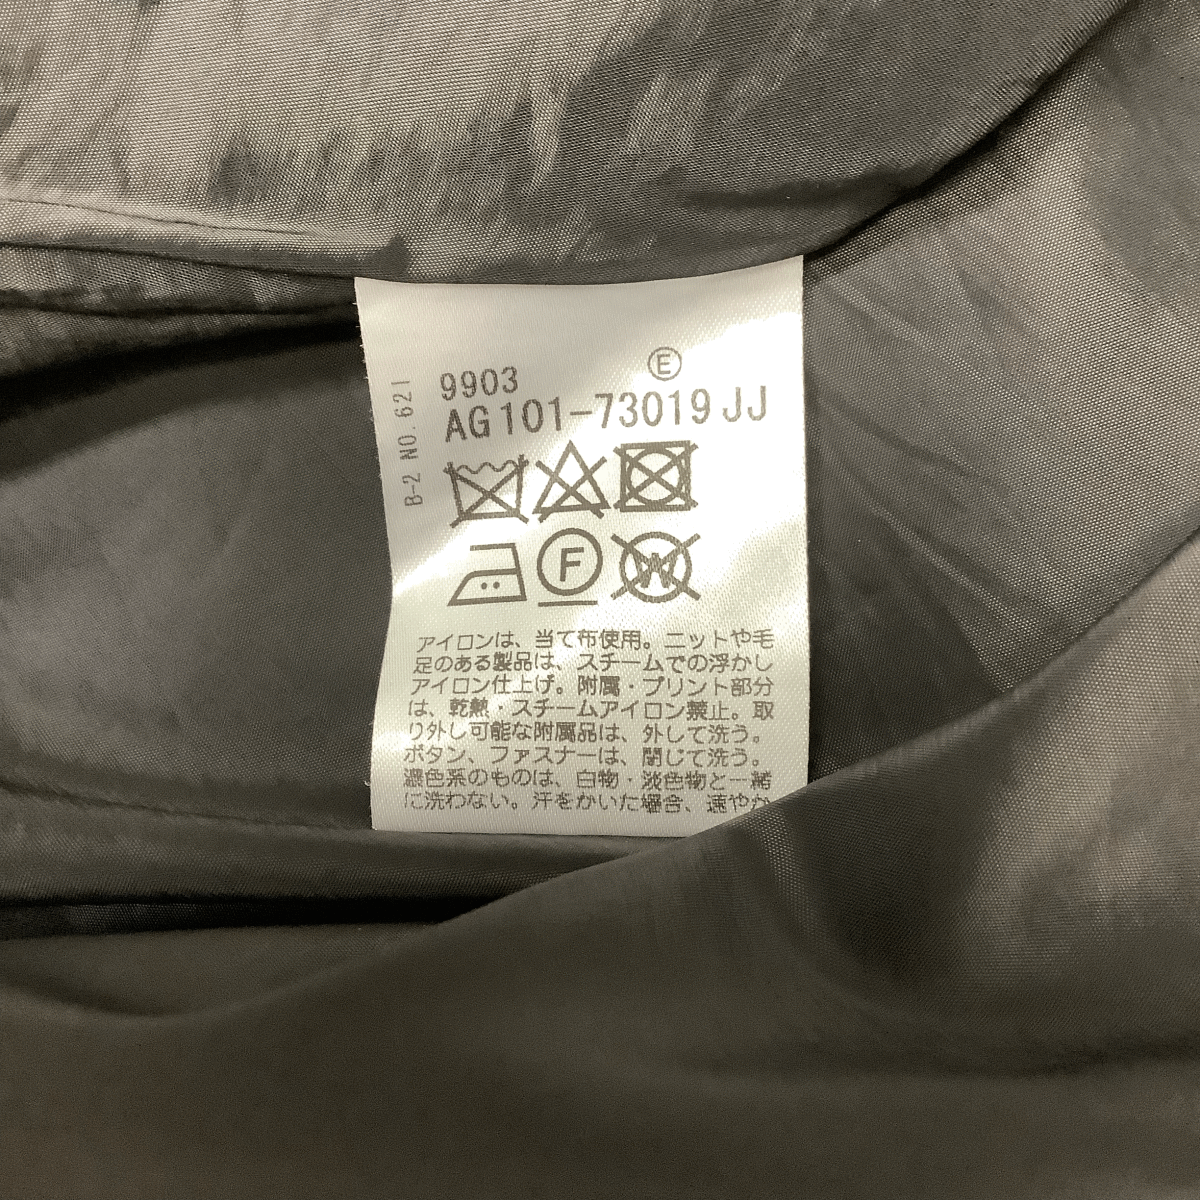 B-2 NO. 621
9903 Ⓔ
AG101-73019 JJ
F W
アイロンは、当て布使用。ニットや毛
足のある製品は、スチームでの浮かし
アイロン仕上げ。附属・プリント部分
は、乾熱・スチームアイロン禁止。取
り外し可能な附属品は、外して洗う。
ボタン、ファスナーは、閉じて洗う。
濃色系のものは、白物・淡色物と一緒
に洗わない。汗をかいた場合、速やか